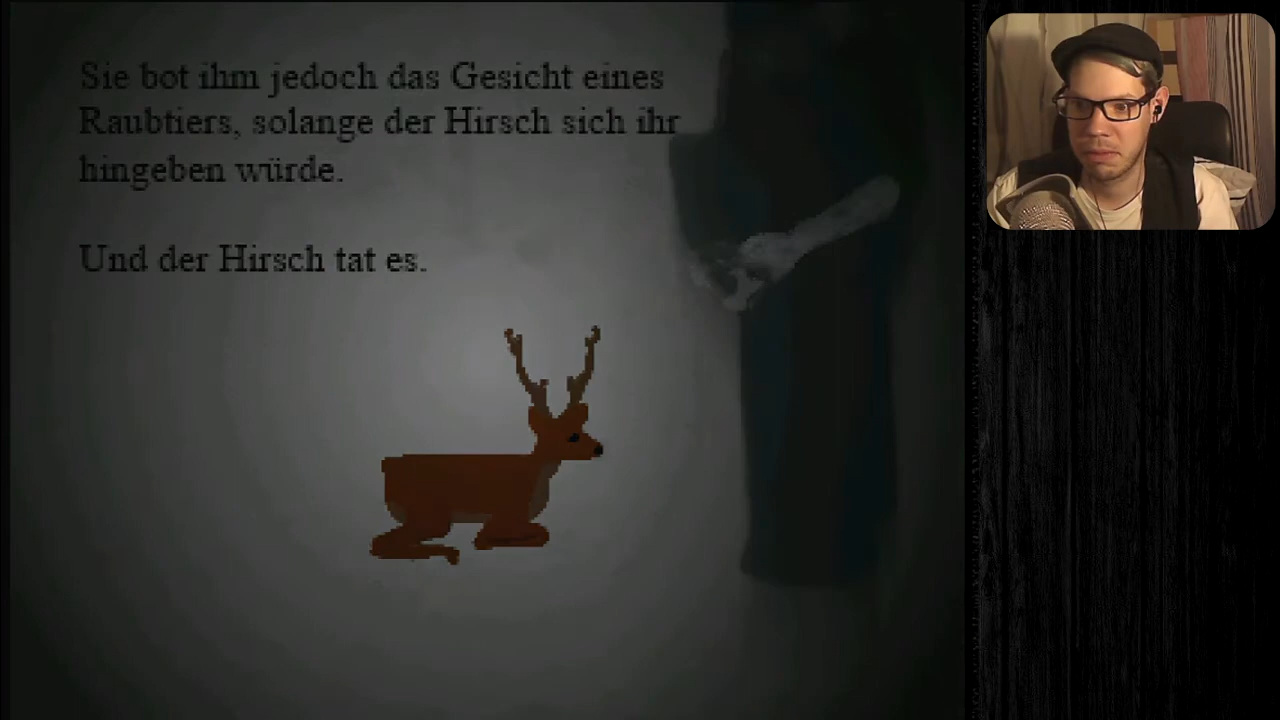 Sie bot ihm jedoch das Gesicht eines
Raubtiers, solange der Hirsch sich ihr
hingeben würde.
Und der Hirsch tat es.